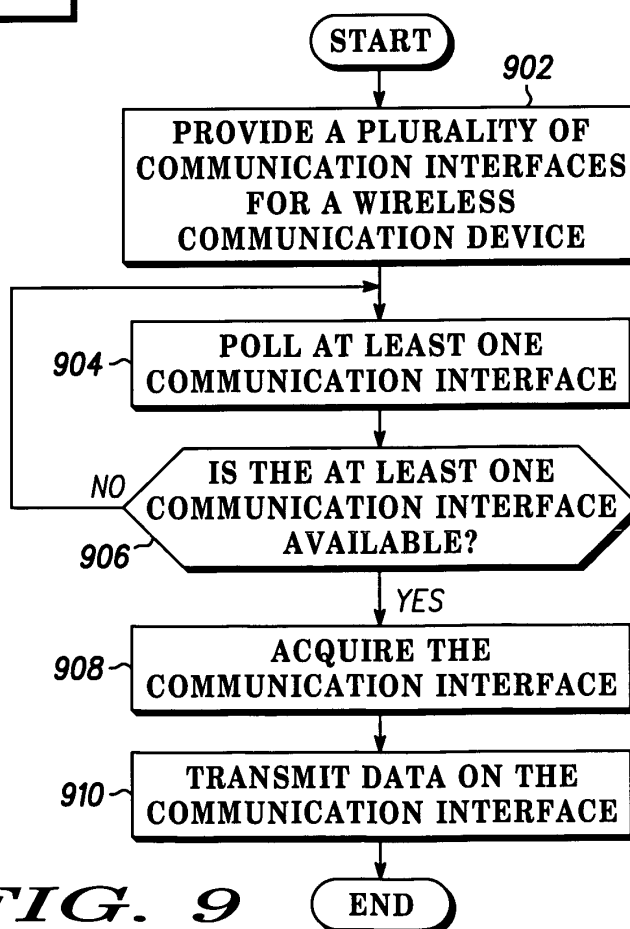 START
902
PROVIDE A PLURALITY OF
COMMUNICATION INTERFACES
FOR A WIRELESS
COMMUNICATION DEVICE
904
POLL AT LEAST ONE
COMMUNICATION INTERFACE
NO
IS THE AT LEAST ONE
COMMUNICATION INTERFACE
AVAILABLE?
906
YES
908
ACQUIRE THE
COMMUNICATION INTERFACE
910
TRANSMIT DATA ON THE
COMMUNICATION INTERFACE
END
FIG. 9